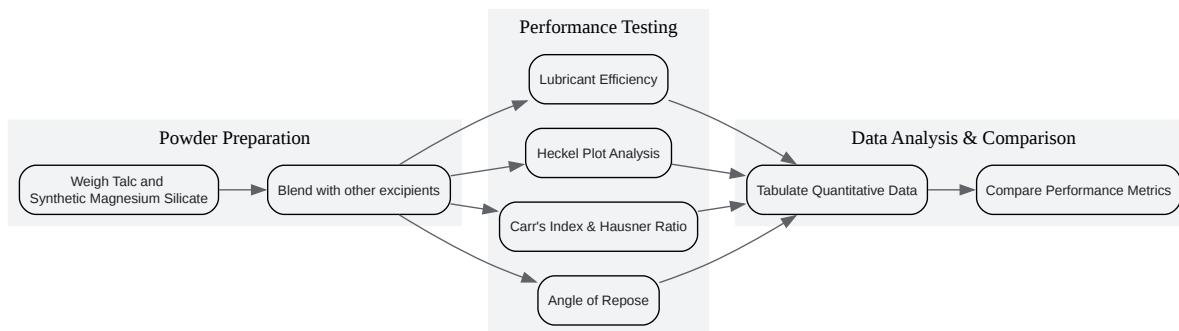 Performance Testing
Lubricant Efficiency
Powder Preparation
Data Analysis & Comparison
Heckel Plot Analysis
Weigh Talc and
Synthetic Magnesium Silicate
Blend with other excipients
Tabulate Quantitative Data
Compare Performance Metrics
Carr's Index & Hausner Ratio
Angle of Repose